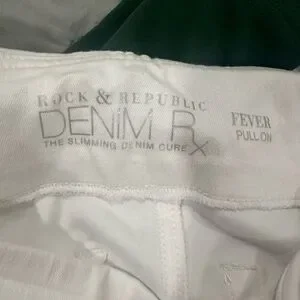 ROCK & REPUBLIC
DENIM Rx
THE SLIMMING DENIM CURE
FEVER
PULL ON